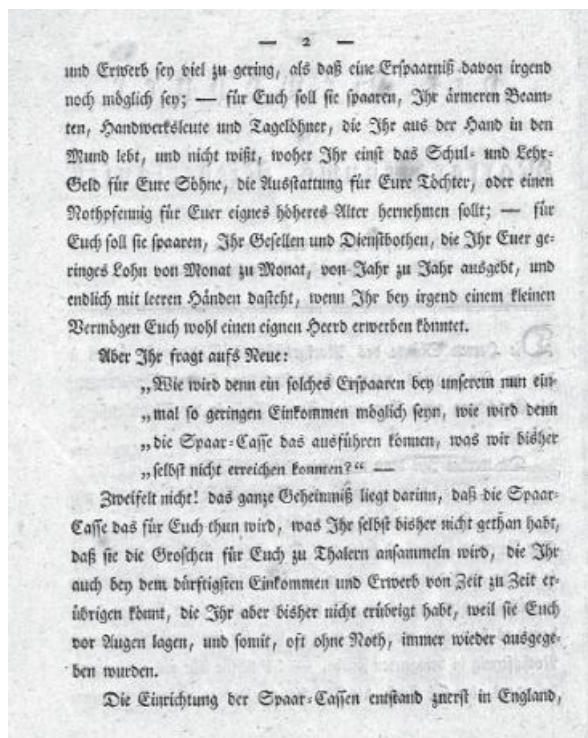 — 2 —
und Erwerb sey viel zu gering, als daß eine Ersparniß davon irgend
noch möglich sey; — für Euch soll sie spaaren, Ihr ärmeren Beam-
ten, Handwerksleute und Tagelöhner, die Ihr aus der Hand in den
Mund lebt, und nicht wißt, woher Ihr einst das Schul- und Lehr-
Geld für Eure Söhne, die Ausstattung für Eure Töchter, oder einen
Nothpfennig für Euer eignes höheres Alter hernehmen sollt; — für
Euch soll sie spaaren, Ihr Gesellen und Dienstbothen, die Ihr Euer ge-
ringes Lohn von Monat zu Monat, von Jahr zu Jahr ausgebt, und
endlich mit leeren Händen dasteht, wenn Ihr bey irgend einem kleinen
Vermögen Euch wohl einen eignen Heerd erwerben könntet.
Aber Ihr fragt aufs Neue:
„Wie wird denn ein solches Erspaaren bey unserem nun ein-
„mal so geringen Einkommen möglich seyn, wie wird denn
„die Spaar-Casse das ausführen können, was wir bisher
„selbst nicht erreichen konnten?“ —
Zweifelt nicht! das ganze Geheimniß liegt darinn, daß die Spaar-
Casse das für Euch thun wird, was Ihr selbst bisher nicht gethan habt,
daß sie die Groschen für Euch zu Thalern ansammeln wird, die Ihr
auch bey dem dürftigsten Einkommen und Erwerb von Zeit zu Zeit er-
übrigen könnt, die Ihr aber bisher nicht erübrigt habt, weil sie Euch
vor Augen lagen, und somit, oft ohne Noth, immer wieder ausgege-
ben wurden.
Die Einrichtung der Spaar-Cassen entstand zuerst in England,